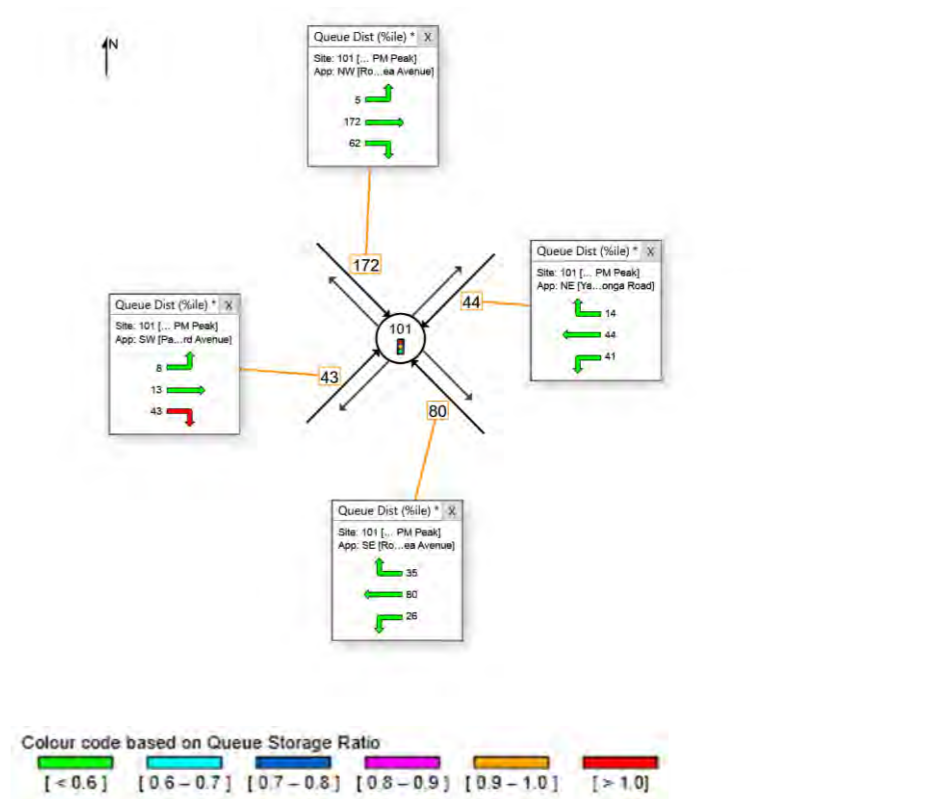 N
Queue Dist (%ile) * X
Site: 101 [... PM Peak]
App: NW [Ro...ea Avenue]
5
172
62
172
Queue Dist (%ile) * X
Site: 101 [... PM Peak]
App: NE [Ya...onga Road]
14
44
41
44
Queue Dist (%ile) * X
Site: 101 [... PM Peak]
App: SW [Pa...rd Avenue]
8
13
43
43
101
80
Queue Dist (%ile) * X
Site: 101 [... PM Peak]
App: SE [Ro...ea Avenue]
35
80
26
Colour code based on Queue Storage Ratio
[ < 0.6 ] [ 0.6 – 0.7 ] [ 0.7 – 0.8 ] [ 0.8 – 0.9 ] [ 0.9 – 1.0 ] [ > 1.0 ]